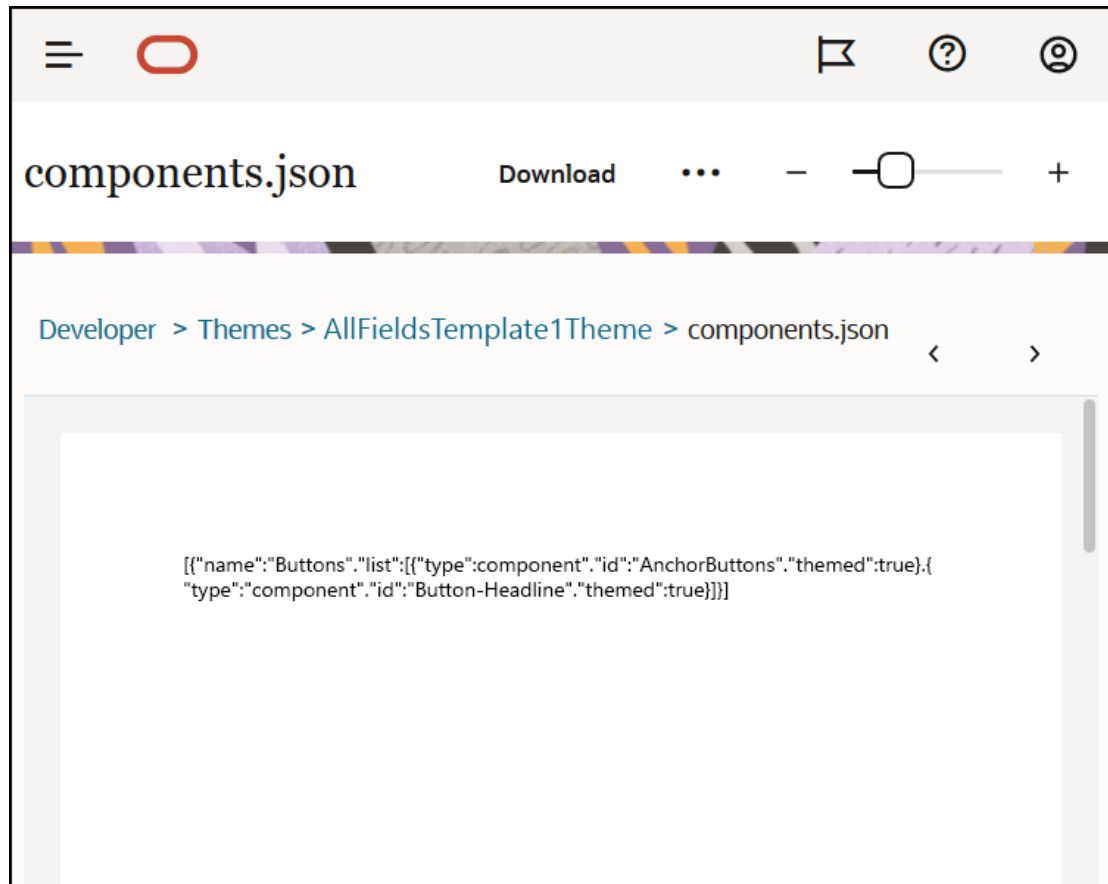 components.json Download
Developer > Themes > AllFieldsTemplate1Theme > components.json
[{"name":"Buttons"."list":[{"type":component"."id":"AnchorButtons"."themed":true}.{
"type":"component"."id":"Button-Headline"."themed":true}]}]